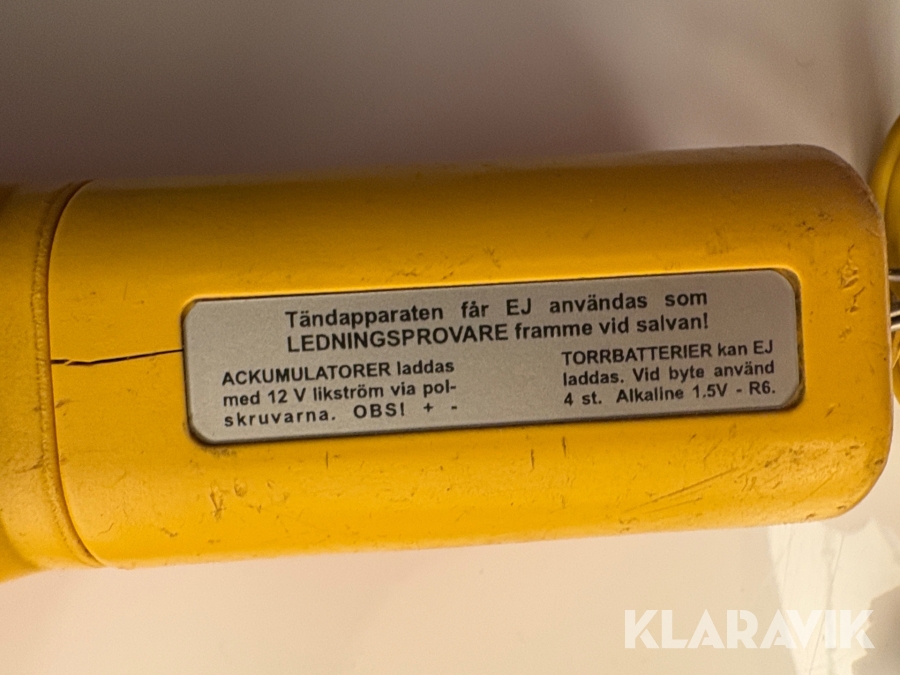 Tändapparaten får EJ användas som
LEDNINGSPROVARE framme vid salvan!
ACKUMULATORER laddas
med 12 V likström via pol-
skruvarna. OBS! + -
TORRBATTERIER kan EJ
laddas. Vid byte använd
4 st. Alkaline 1.5V - R6.
KLARAVIK